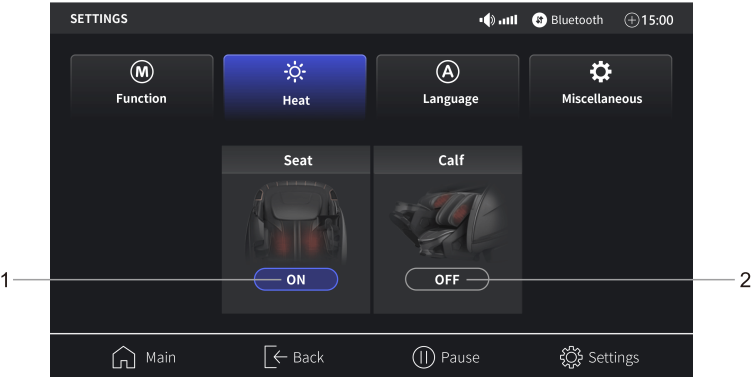 SETTINGS Bluetooth 15:00
M A
Function Heat Language Miscellaneous
Seat Calf
1 ON OFF 2
Main Back Pause Settings